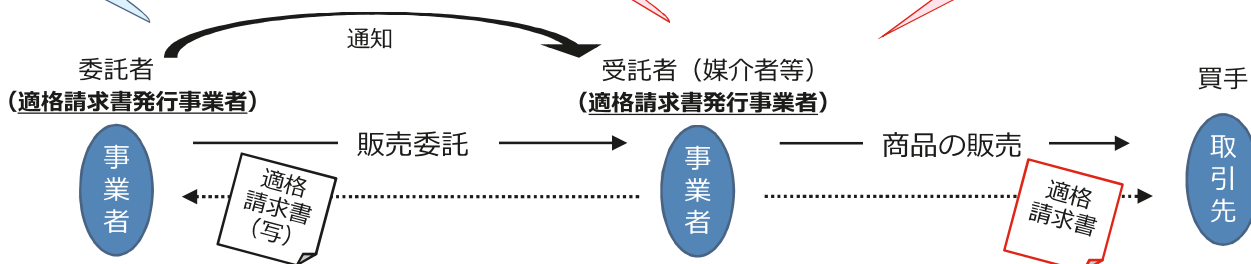 通知
委託者
(適格請求書発行事業者)
受託者（媒介者等）
(適格請求書発行事業者)
買手
事業者
販売委託
事業者
商品の販売
取引先
適格
請求書
（写）
適格
請求書